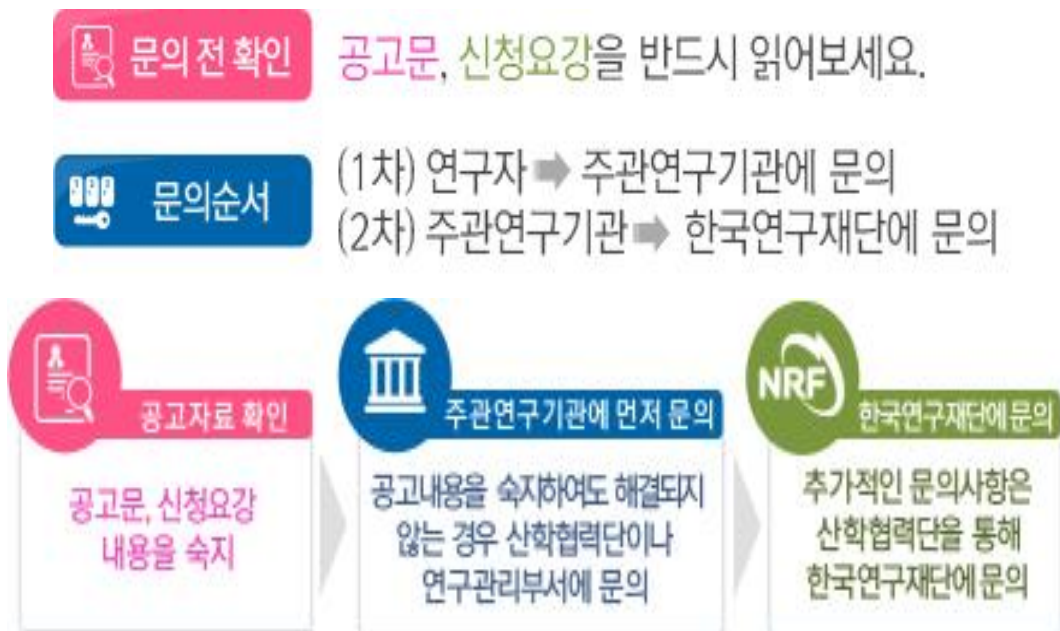 문의 전 확인
공고문, 신청요강을 반드시 읽어보세요.
문의순서
(1차) 연구자 ➡ 주관연구기관에 문의
(2차) 주관연구기관 ➡ 한국연구재단에 문의
공고자료 확인
공고문, 신청요강
내용을 숙지
주관연구기관에 먼저 문의
공고내용을 숙지하여도 해결되지
않는 경우 산학협력단이나
연구관리부서에 문의
NRF
한국연구재단에 문의
추가적인 문의사항은
산학협력단을 통해
한국연구재단에 문의